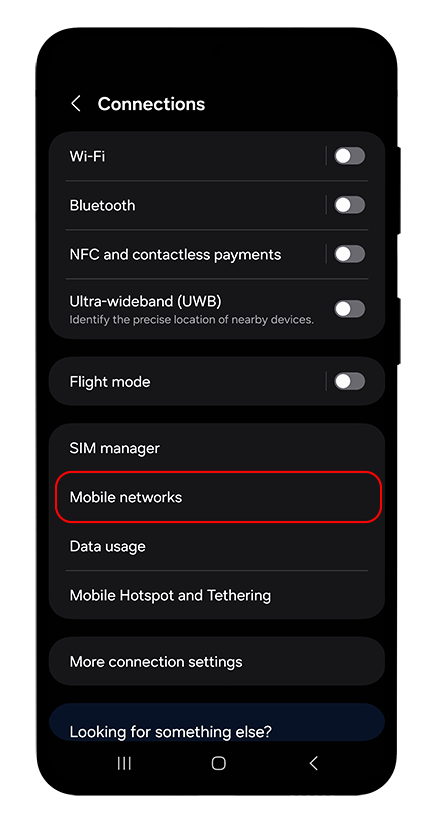 Connections
Wi-Fi
Bluetooth
NFC and contactless payments
Ultra-wideband (UWB)
Identify the precise location of nearby devices.
Flight mode
SIM manager
Mobile networks
Data usage
Mobile Hotspot and Tethering
More connection settings
Looking for something else?